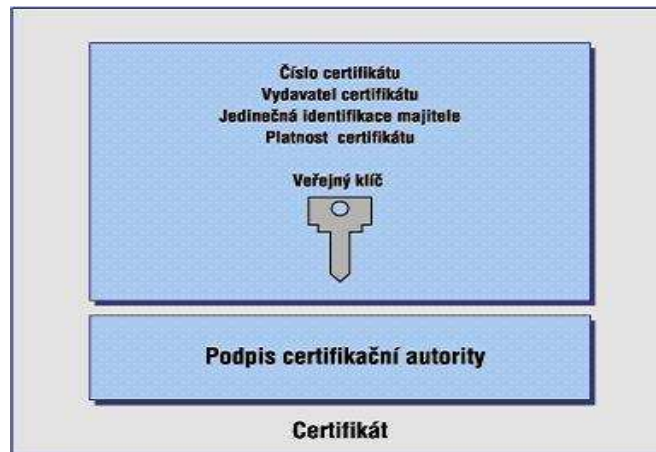 Číslo certifikátu
Vydavatel certifikátu
Jedinečná identifikace majitele
Platnost certifikátu
Veřejný klíč
Podpis certifikační autority
Certifikát